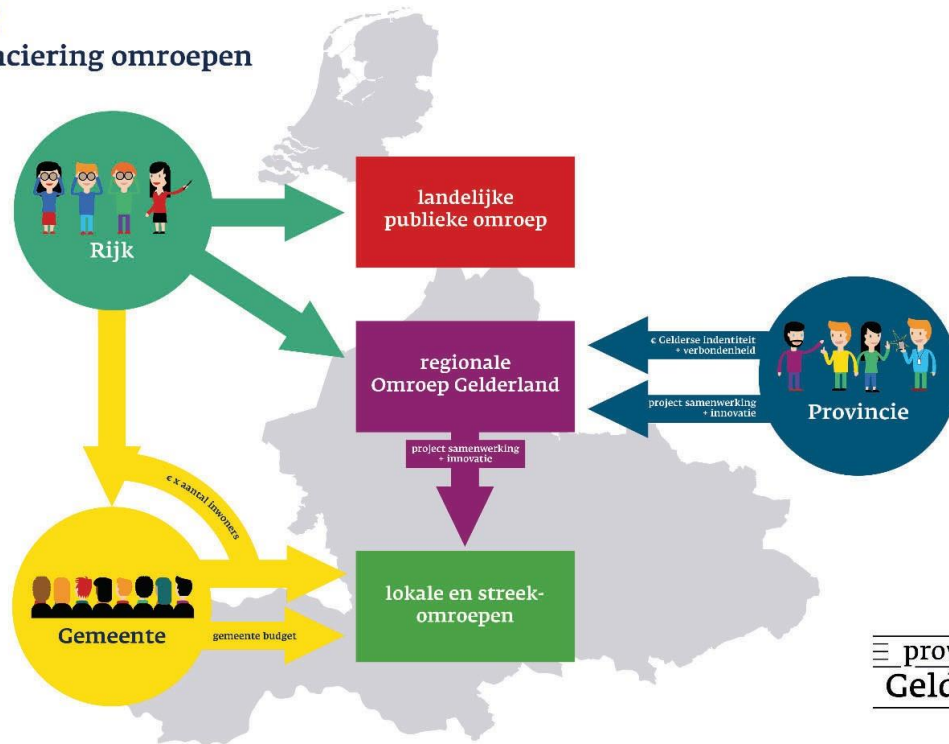 nciering omroepen
Rijk
landelijke
publieke omroep
regionale
Omroep Gelderland
€ Gelderse indentiteit
+ verbondenheid
project samenwerking
+ innovatie
Provincie
project samenwerking
+ innovatie
€ x aantal inwoners
Gemeente
gemeente budget
lokale en streek-
omroepen
prov
Geld